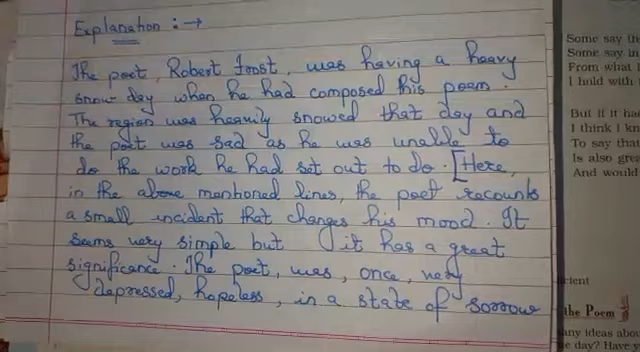 Explanation :→
The poet, Robert Frost, was having a heavy
snow day when he had composed his poem.
The region was heavily snowed that day and
the poet was sad as he was unable to
do the work he had set out to do. [Here,
in the above mentioned lines, the poet recounts
a small incident that changes his mood. It
seems very simple but it has a great
significance. The poet, was, once, very
depressed, hopeless, in a state of sorrow
Some say th
Some say in
From what I
I hold with
But if it ha
I think I kn
To say that
Is also gre
And would
cient
the Poem
any ideas abou
e day? Have y